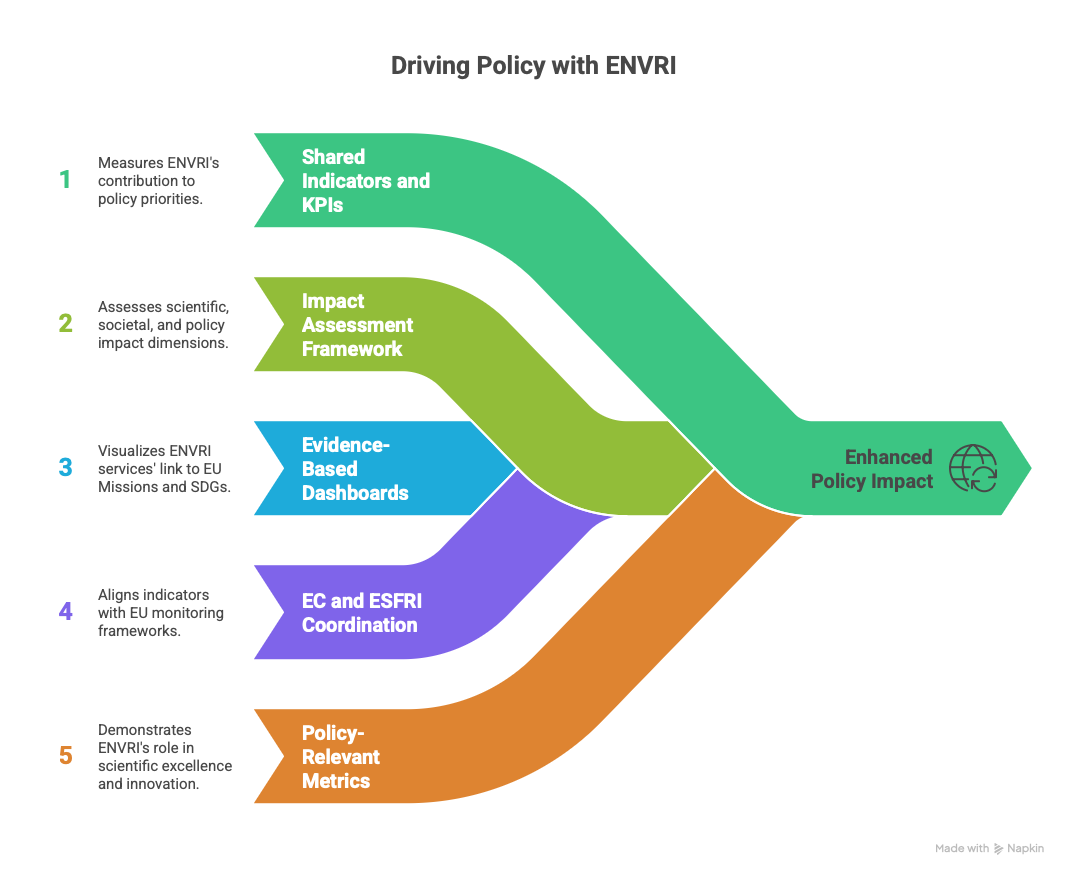 Driving Policy with ENVRI
1
Measures ENVRI's
contribution to
policy priorities.
Shared
Indicators and
KPIs
2
Assesses scientific,
societal, and policy
impact dimensions.
Impact
Assessment
Framework
3
Visualizes ENVRI
services' link to EU
Missions and SDGs.
Evidence-
Based
Dashboards
Enhanced
Policy Impact
4
Aligns indicators
with EU monitoring
frameworks.
EC and ESFRI
Coordination
5
Demonstrates
ENVRI's role in
scientific excellence
and innovation.
Policy-
Relevant
Metrics
Made with Napkin